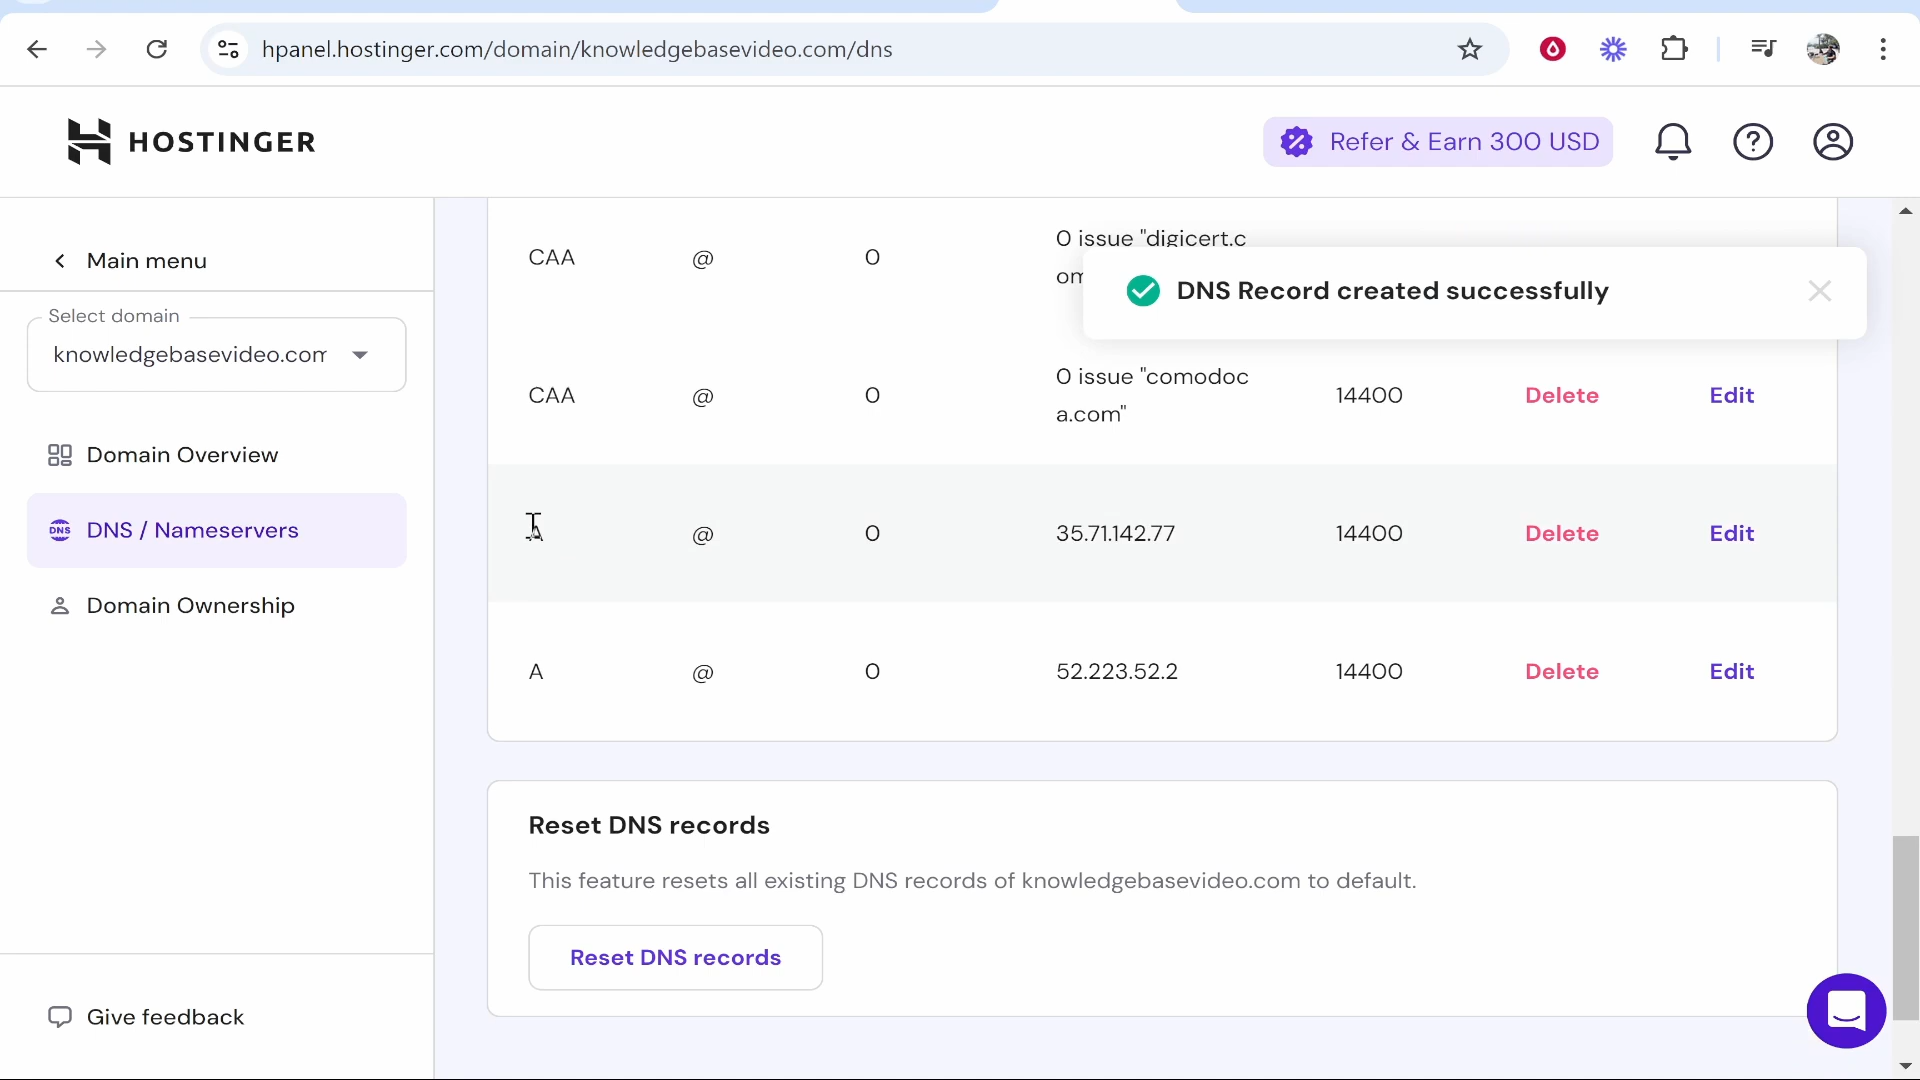 hpanel.hostinger.com/domain/knowledgebasevideo.com/dns
HOSTINGER
Refer & Earn 300 USD
Main menu
Select domain
knowledgebasevideo.com
Domain Overview
DNS / Nameservers
Domain Ownership
Give feedback
CAA @ 0 0 issue "digicert.c
DNS Record created successfully
CAA @ 0 0 issue "comodoc
a.com" 14400 Delete Edit
A @ 0 35.71.142.77 14400 Delete Edit
A @ 0 52.223.52.2 14400 Delete Edit
Reset DNS records
This feature resets all existing DNS records of knowledgebasevideo.com to default.
Reset DNS records